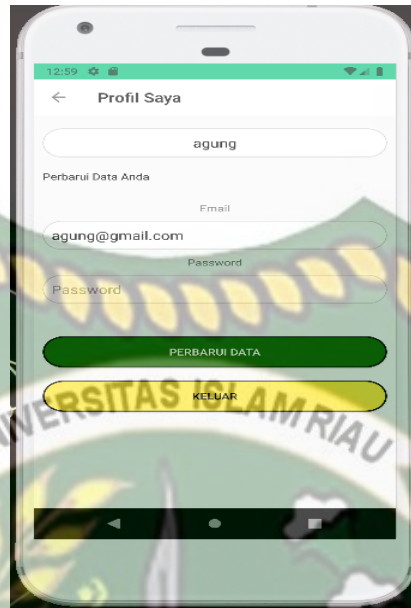 12:59
Profil Saya
agung
Perbarui Data Anda
Email
agung@gmail.com
Password
Password
PERBARUI DATA
KELUAR
UNIVERSITAS ISLAM RIAU